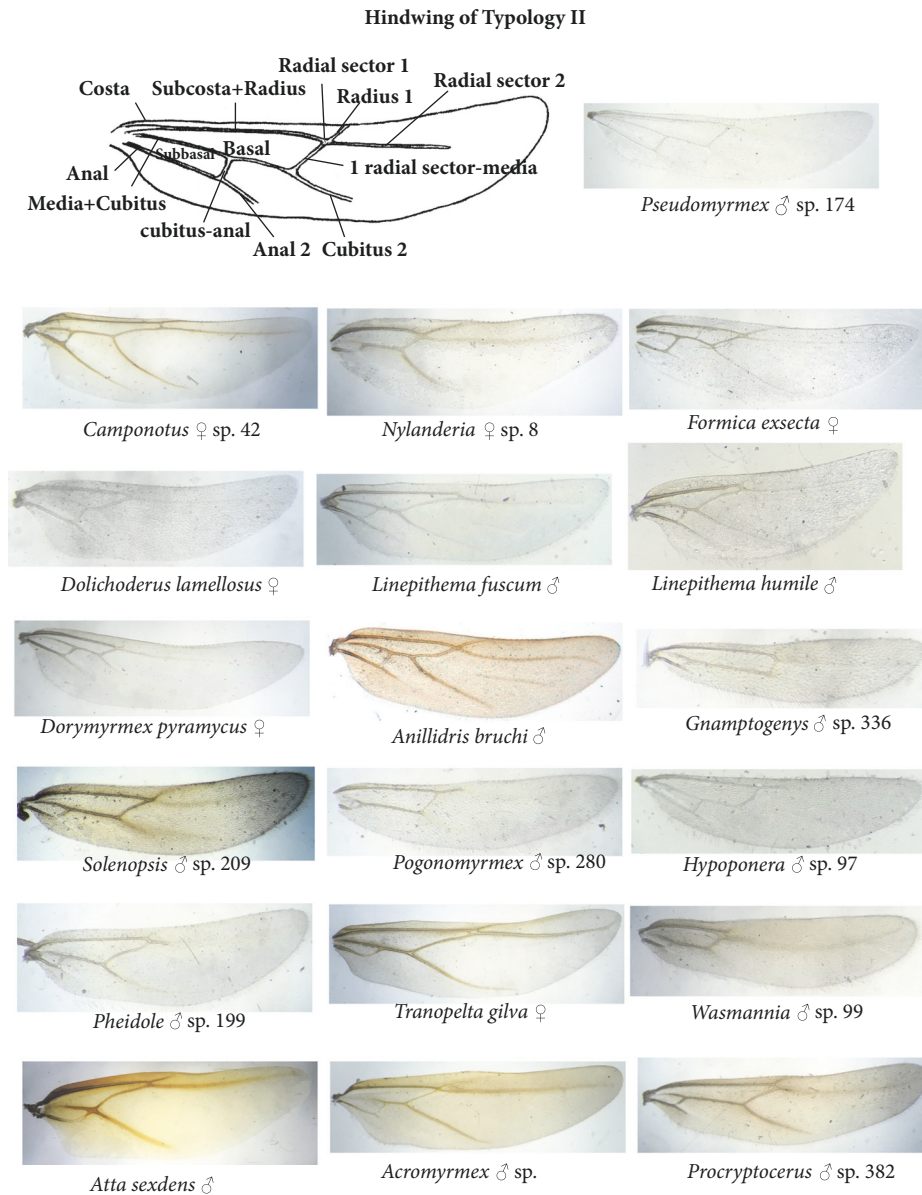 Hindwing of Typology II
Radial sector 1
Costa Subcosta+Radius Radial sector 2
Radius 1
Subbasal Basal
Anal 1 radial sector-media
Media+Cubitus
cubitus-anal
Anal 2 Cubitus 2
Pseudomyrmex ♂ sp. 174
Camponotus ♀ sp. 42
Nylanderia ♀ sp. 8
Formica exsecta ♀
Dolichoderus lamellosus ♀
Linepithema fuscum ♂
Linepithema humile ♂
Dorymyrmex pyramycus ♀
Anillidris bruchi ♂
Gnamptogenys ♂ sp. 336
Solenopsis ♂ sp. 209
Pogonomyrmex ♂ sp. 280
Hypoponera ♂ sp. 97
Pheidole ♂ sp. 199
Tranopelta gilva ♀
Wasmannia ♂ sp. 99
Atta sexdens ♂
Acromyrmex ♂ sp.
Procryptocerus ♂ sp. 382